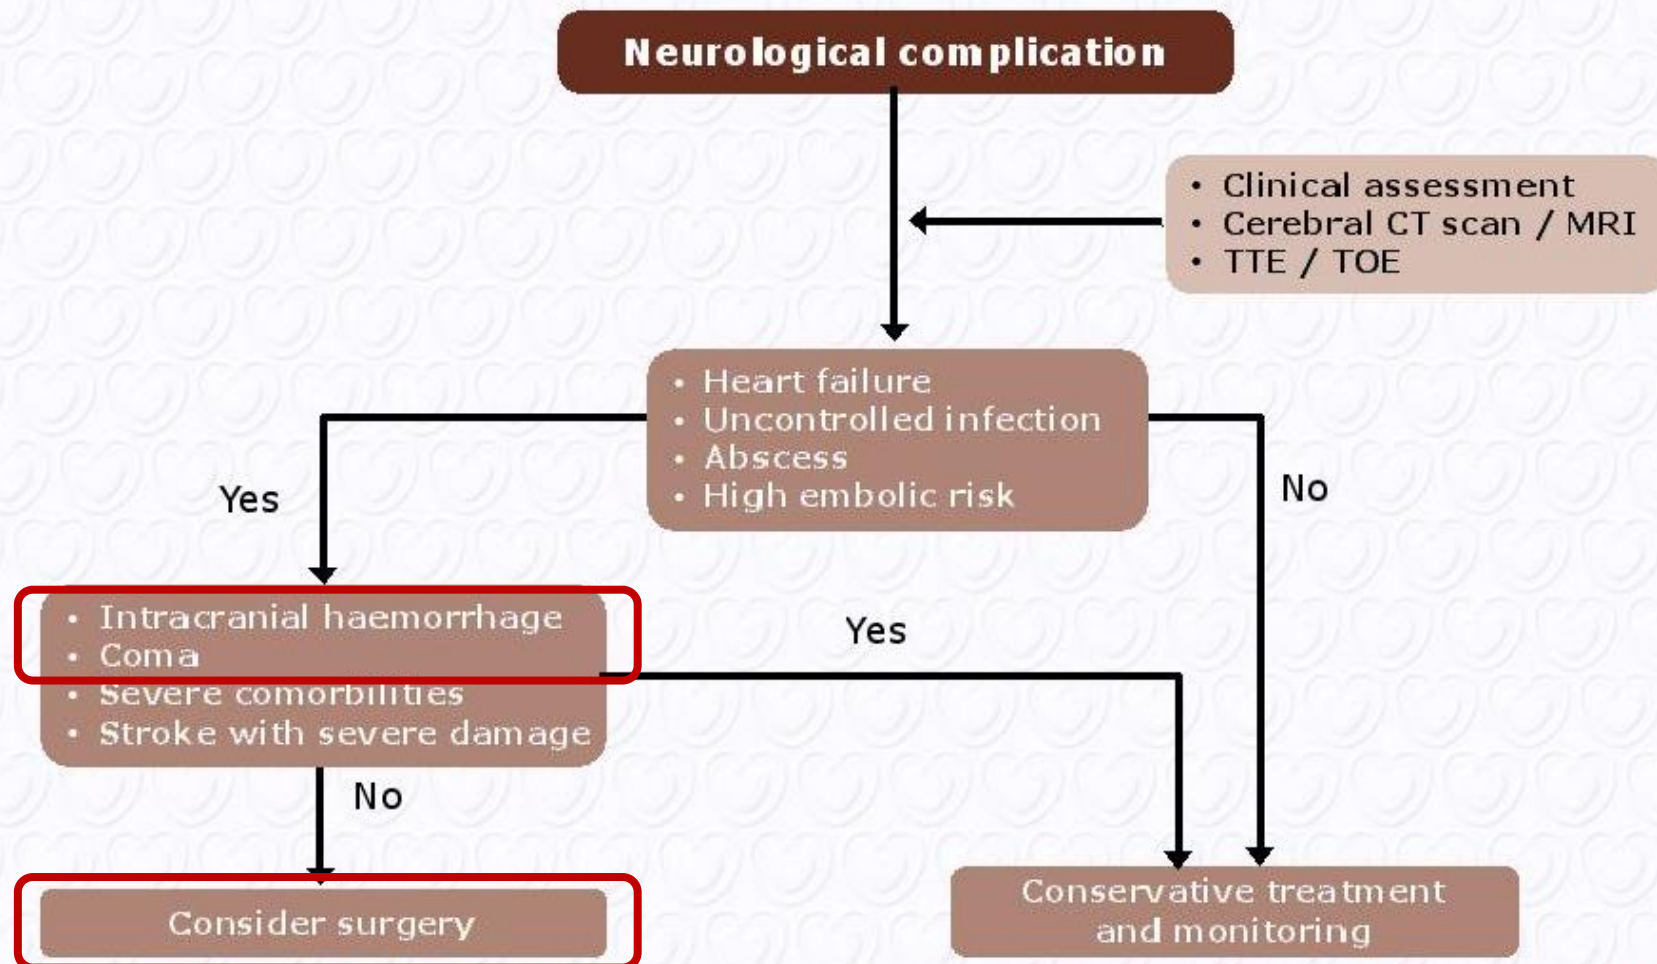 Neurological complication
• Clinical assessment
• Cerebral CT scan / MRI
• TTE / TOE
• Heart failure
• Uncontrolled infection
• Abscess
• High embolic risk
Yes
No
• Intracranial haemorrhage
• Coma
• Severe comorbilities
• Stroke with severe damage
Yes
No
Consider surgery
Conservative treatment
and monitoring